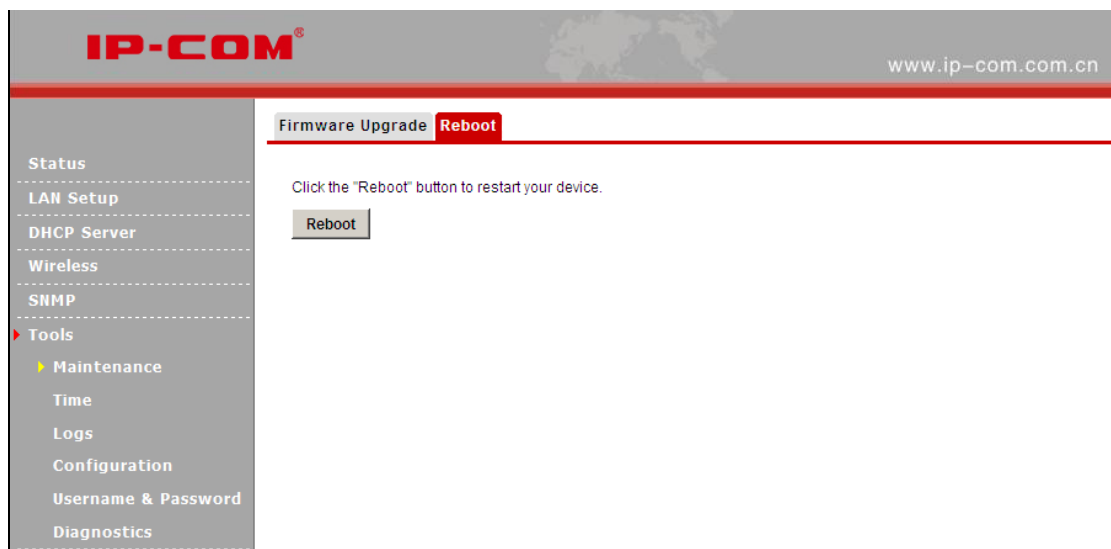 IP-COM®
www.ip-com.com.cn
Firmware Upgrade Reboot
Status
LAN Setup
DHCP Server
Wireless
SNMP
Tools
Maintenance
Time
Logs
Configuration
Username & Password
Diagnostics
Click the "Reboot" button to restart your device.
Reboot